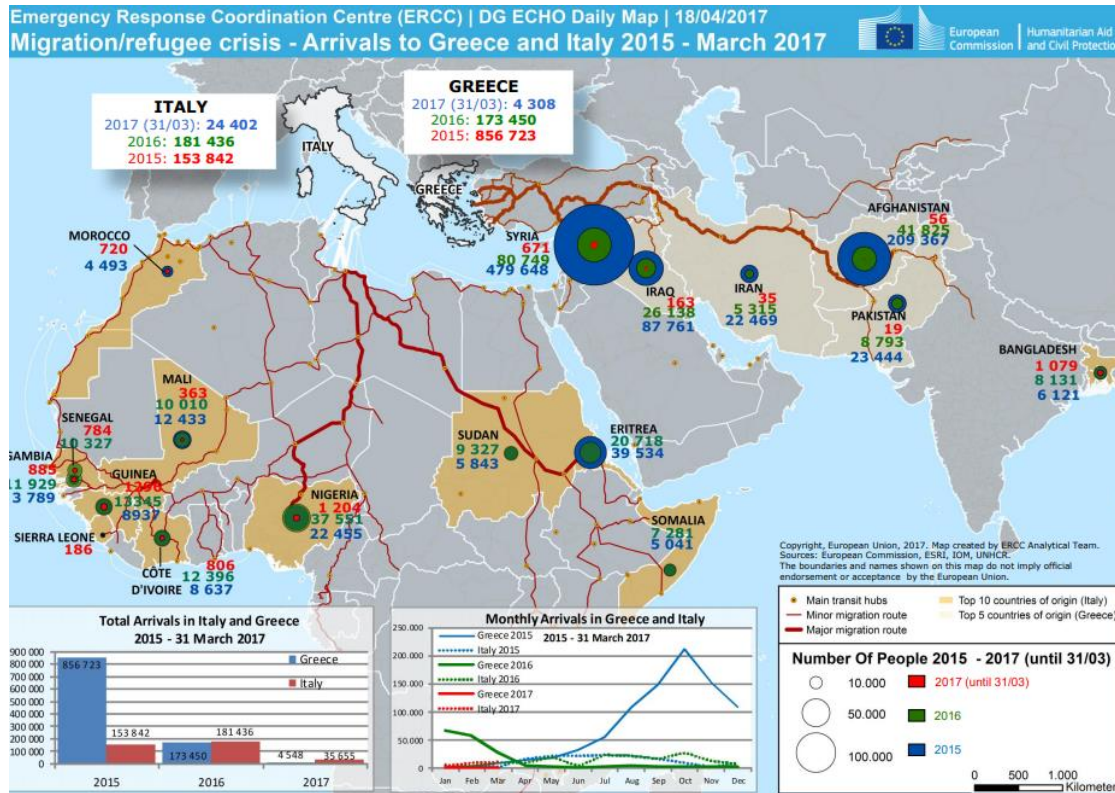 Emergency Response Coordination Centre (ERCC) | DG ECHO Daily Map | 18/04/2017
Migration/refugee crisis - Arrivals to Greece and Italy 2015 - March 2017
European
Commission
Humanitarian Aid
and Civil Protectio
ITALY
2017 (31/03): 24 402
2016: 181 436
2015: 153 842
GREECE
2017 (31/03): 4 308
2016: 173 450
2015: 856 723
ITALY
GREECE
MOROCCO
720
4 493
SYRIA
671
80 749
479 648
AFGHANISTAN
56
41 825
209 367
IRAQ
163
26 138
87 761
IRAN
35
5 315
22 469
PAKISTAN
19
8 793
23 444
BANGLADESH
1 079
8 131
6 121
MALI
363
10 010
12 433
SENEGAL
784
10 327
GAMBIA
885
11 929
3 789
GUINEA
13345
8937
SIERRA LEONE
186
CÔTE
D'IVOIRE
806
12 396
8 637
NIGERIA
1 204
37 551
22 455
SUDAN
9 327
5 843
ERITREA
20 718
39 534
SOMALIA
7 281
5 041
Copyright, European Union, 2017. Map created by ERCC Analytical Team.
Sources: European Commission, ESRI, IOM, UNHCR.
The boundaries and names shown on this map do not imply official
endorsement or acceptance by the European Union.
Main transit hubs
Minor migration route
Major migration route
Top 10 countries of origin (Italy)
Top 5 countries of origin (Greece)
Number Of People 2015 - 2017 (until 31/03)
10.000
50.000
100.000
2017 (until 31/03)
2016
2015
0 500 1.000
Kilometer
Total Arrivals in Italy and Greece
2015 - 31 March 2017
900 000
800 000
700 000
600 000
500 000
400 000
300 000
200 000
100 000
0
856 723
153 842
173 450
181 436
4 548
35 655
Greece
Italy
2015 2016 2017
Monthly Arrivals in Greece and Italy
2015 - 31 March 2017
250.000
200.000
150.000
100.000
50.000
0
Greece 2015
Italy 2015
Greece 2016
Italy 2016
Greece 2017
Italy 2017
Jan Feb Mar Apr May Jun Jul Aug Sep Oct Nov Dec